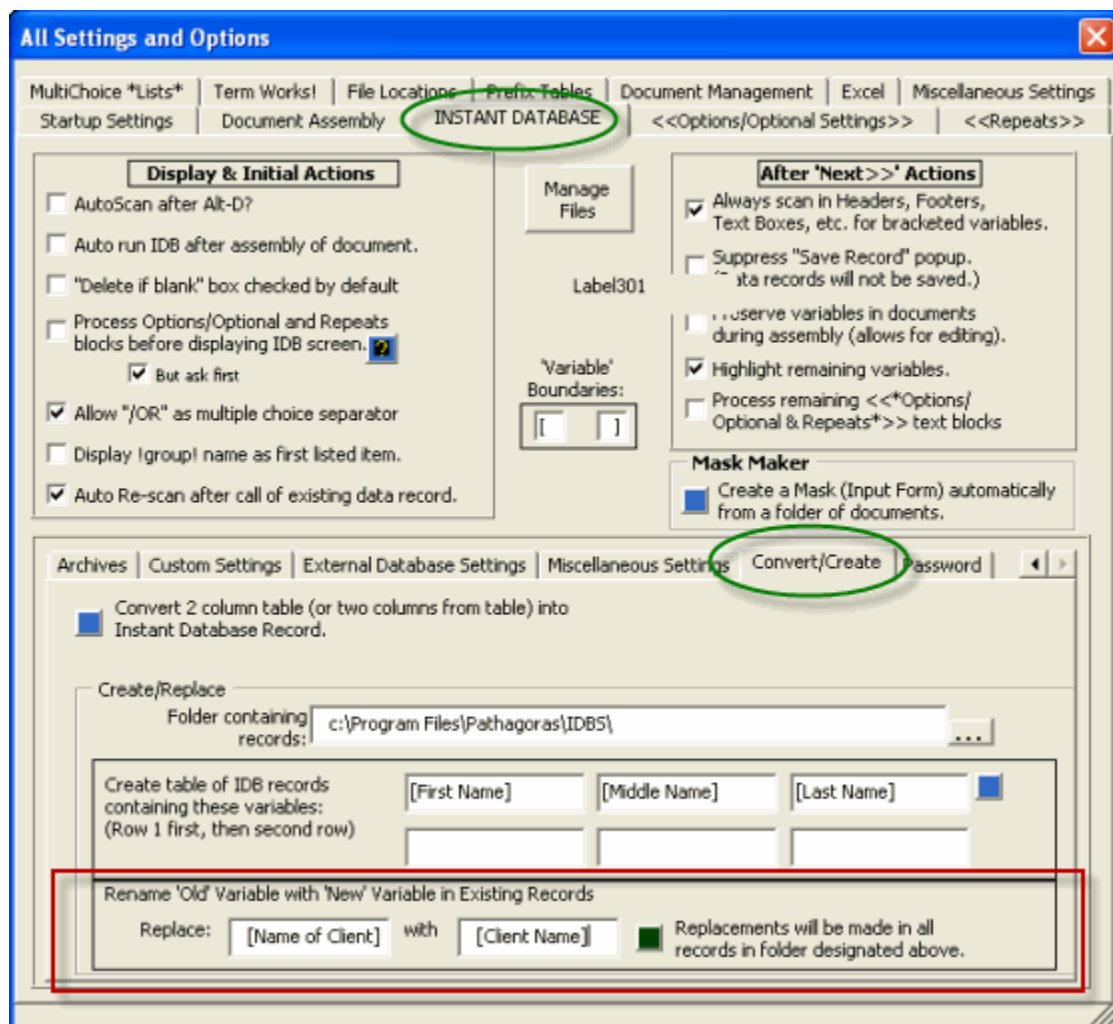 All Settings and Options
MultiChoice *Lists*
Term Works!
File Locations
Prefix Tables
Document Management
Excel
Miscellaneous Settings
Startup Settings
Document Assembly
INSTANT DATABASE
<<Options/Optional Settings>>
<<Repeats>>
Display & Initial Actions
AutoScan after Alt-D?
Auto run IDB after assembly of document.
"Delete if blank" box checked by default
Process Options/Optional and Repeats
blocks before displaying IDB screen.
?
But ask first
Allow "/OR" as multiple choice separator
Display !group! name as first listed item.
Auto Re-scan after call of existing data record.
Manage
Files
Label301
'Variable'
Boundaries:
[ ]
After 'Next>>' Actions
Always scan in Headers, Footers,
Text Boxes, etc. for bracketed variables.
Suppress "Save Record" popup.
records will not be saved.)
variables in documents
during assembly (allows for editing).
Highlight remaining variables.
Process remaining <<*Options/
Optional & Repeats*>> text blocks
Mask Maker
Create a Mask (Input Form) automatically
from a folder of documents.
Archives
Custom Settings
External Database Settings
Miscellaneous Settings
Convert/Create
Password
Convert 2 column table (or two columns from table) into
Instant Database Record.
Create/Replace
Folder containing
records:
c:\Program Files\Pathagoras\IDBS\
...
Create table of IDB records
containing these variables:
(Row 1 first, then second row)
[First Name]
[Middle Name]
[Last Name]
Rename 'Old' Variable with 'New' Variable in Existing Records
Replace:
[Name of Client]
with
[Client Name]
Replacements will be made in all
records in folder designated above.